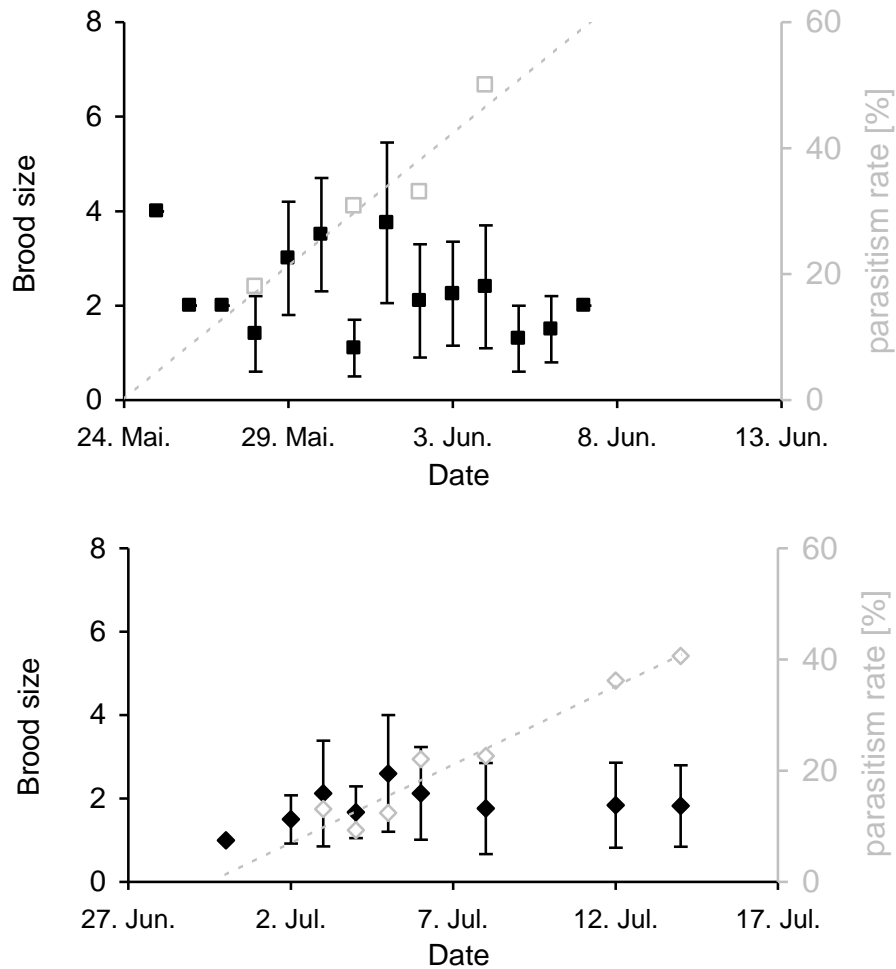 8
6
4
2
0
Brood size
60
40
20
0
parasitism rate [%]
24. Mai.
29. Mai.
3. Jun.
8. Jun.
13. Jun.
Date
8
6
4
2
0
Brood size
60
40
20
0
parasitism rate [%]
27. Jun.
2. Jul.
7. Jul.
12. Jul.
17. Jul.
Date